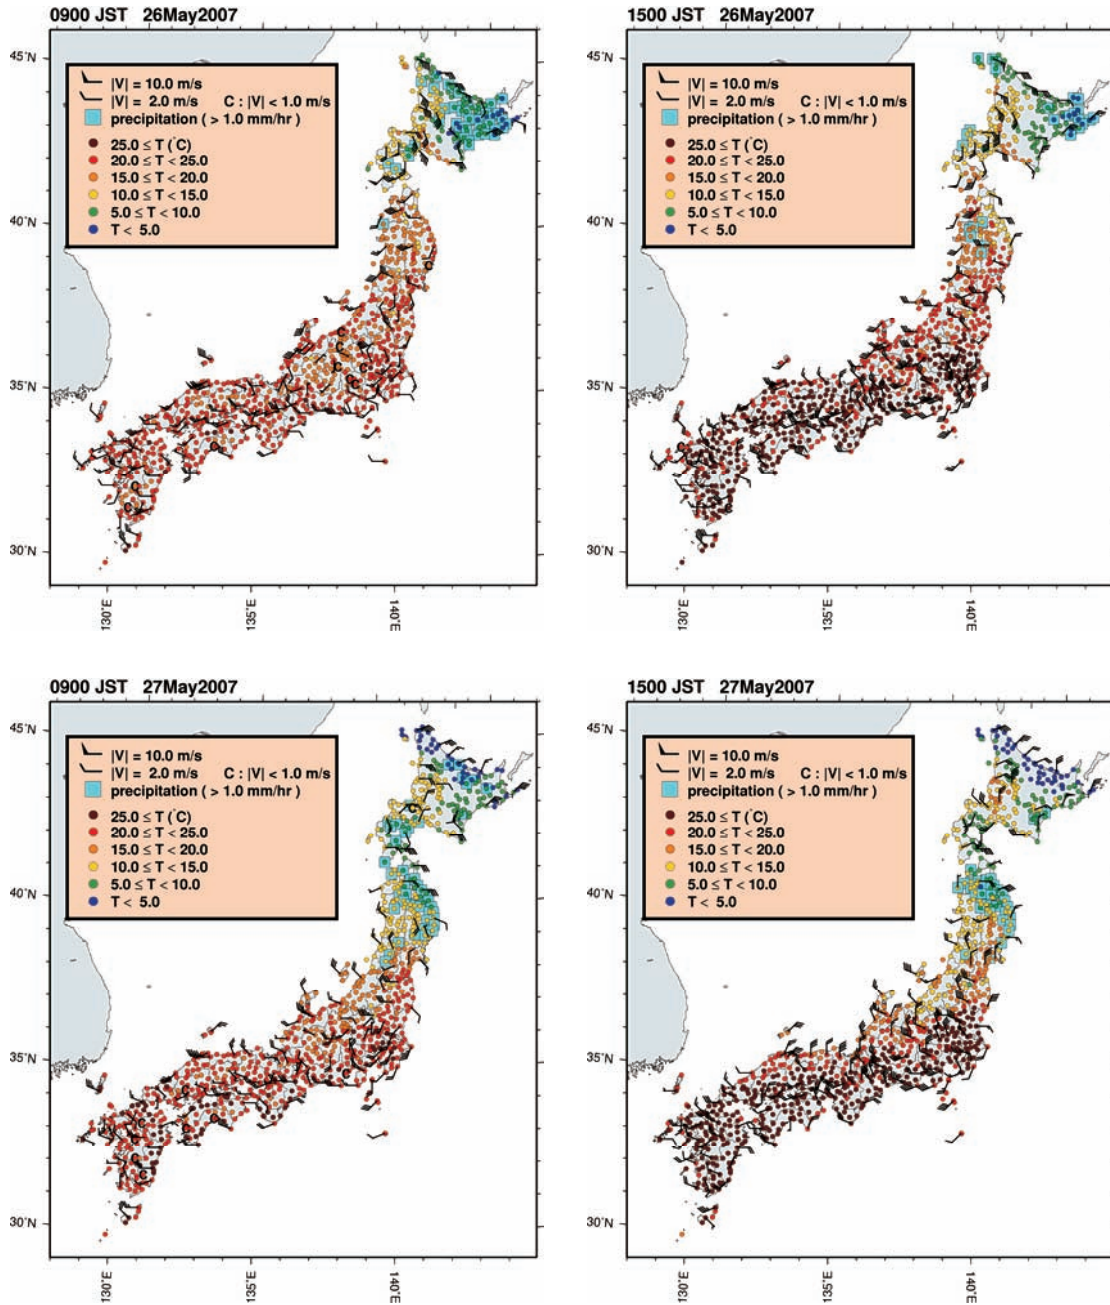 0900 JST 26May2007
45°N
40°N
35°N
30°N
130°E
135°E
140°E
|V| = 10.0 m/s
|V| = 2.0 m/s C : |V| < 1.0 m/s
precipitation ( > 1.0 mm/hr )
25.0 ≤ T (°C)
20.0 ≤ T < 25.0
15.0 ≤ T < 20.0
10.0 ≤ T < 15.0
5.0 ≤ T < 10.0
T < 5.0
C
C
C
C
C
C
C
C
C
1500 JST 26May2007
45°N
40°N
35°N
30°N
130°E
135°E
140°E
|V| = 10.0 m/s
|V| = 2.0 m/s C : |V| < 1.0 m/s
precipitation ( > 1.0 mm/hr )
25.0 ≤ T (°C)
20.0 ≤ T < 25.0
15.0 ≤ T < 20.0
10.0 ≤ T < 15.0
5.0 ≤ T < 10.0
T < 5.0
C
0900 JST 27May2007
45°N
40°N
35°N
30°N
130°E
135°E
140°E
|V| = 10.0 m/s
|V| = 2.0 m/s C : |V| < 1.0 m/s
precipitation ( > 1.0 mm/hr )
25.0 ≤ T (°C)
20.0 ≤ T < 25.0
15.0 ≤ T < 20.0
10.0 ≤ T < 15.0
5.0 ≤ T < 10.0
T < 5.0
C
C
C
C
C
C
C
C
C
1500 JST 27May2007
45°N
40°N
35°N
30°N
130°E
135°E
140°E
|V| = 10.0 m/s
|V| = 2.0 m/s C : |V| < 1.0 m/s
precipitation ( > 1.0 mm/hr )
25.0 ≤ T (°C)
20.0 ≤ T < 25.0
15.0 ≤ T < 20.0
10.0 ≤ T < 15.0
5.0 ≤ T < 10.0
T < 5.0